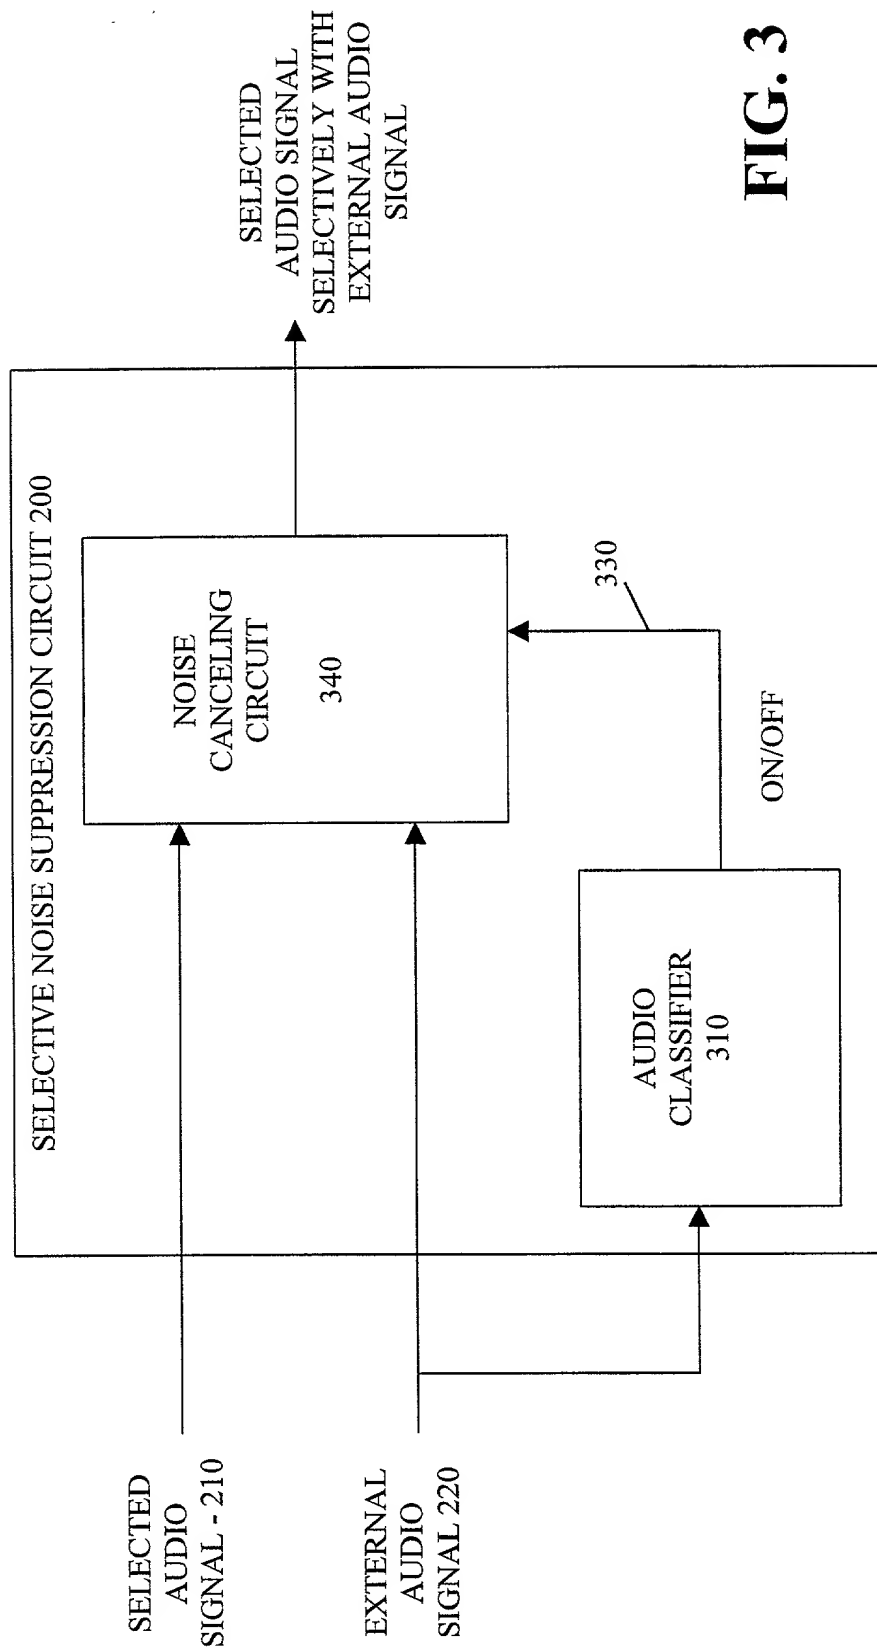 SELECTIVE NOISE SUPPRESSION CIRCUIT 200
SELECTED
AUDIO
SIGNAL - 210
EXTERNAL
AUDIO
SIGNAL 220
NOISE
CANCELING
CIRCUIT
340
AUDIO
CLASSIFIER
310
ON/OFF
330
SELECTED
AUDIO SIGNAL
SELECTIVELY WITH
EXTERNAL AUDIO
SIGNAL
FIG. 3